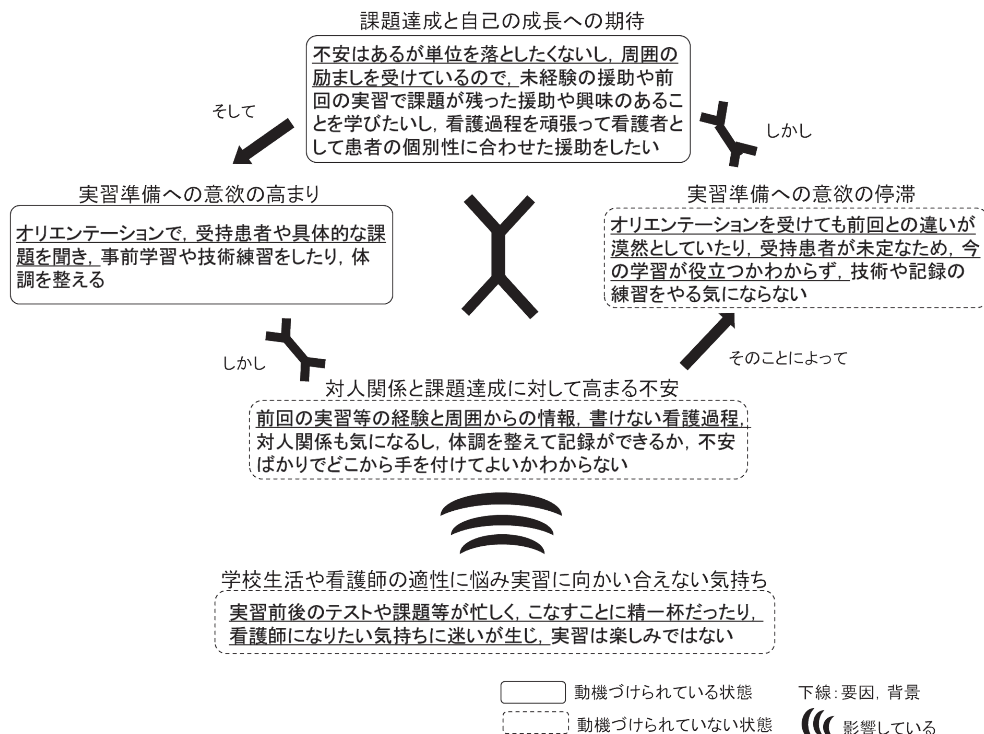 課題達成と自己の成長への期待
不安はあるが単位を落としたくないし，周囲の
励ましを受けているので，未経験の援助や前
回の実習で課題が残った援助や興味のあるこ
とを学びたいし，看護過程を頑張って看護者と
して患者の個別性に合わせた援助をしたい
そして
しかし
実習準備への意欲の高まり
オリエンテーションで，受持患者や具体的な課
題を聞き，事前学習や技術練習をしたり，体
調を整える
実習準備への意欲の停滞
オリエンテーションを受けても前回との違いが
漠然としていたり，受持患者が未定なため，今
の学習が役立つかわからず，技術や記録の
練習をやる気にならない
しかし
そのことによって
対人関係と課題達成に対して高まる不安
前回の実習等の経験と周囲からの情報，書けない看護過程，
対人関係も気になるし，体調を整えて記録ができるか，不安
ばかりでどこから手を付けてよいかわからない
学校生活や看護師の適性に悩み実習に向かい合えない気持ち
実習前後のテストや課題等が忙しく，こなすことに精一杯だったり，
看護師になりたい気持ちに迷いが生じ，実習は楽しみではない
動機づけられている状態
下線：要因，背景
動機づけられていない状態
影響している